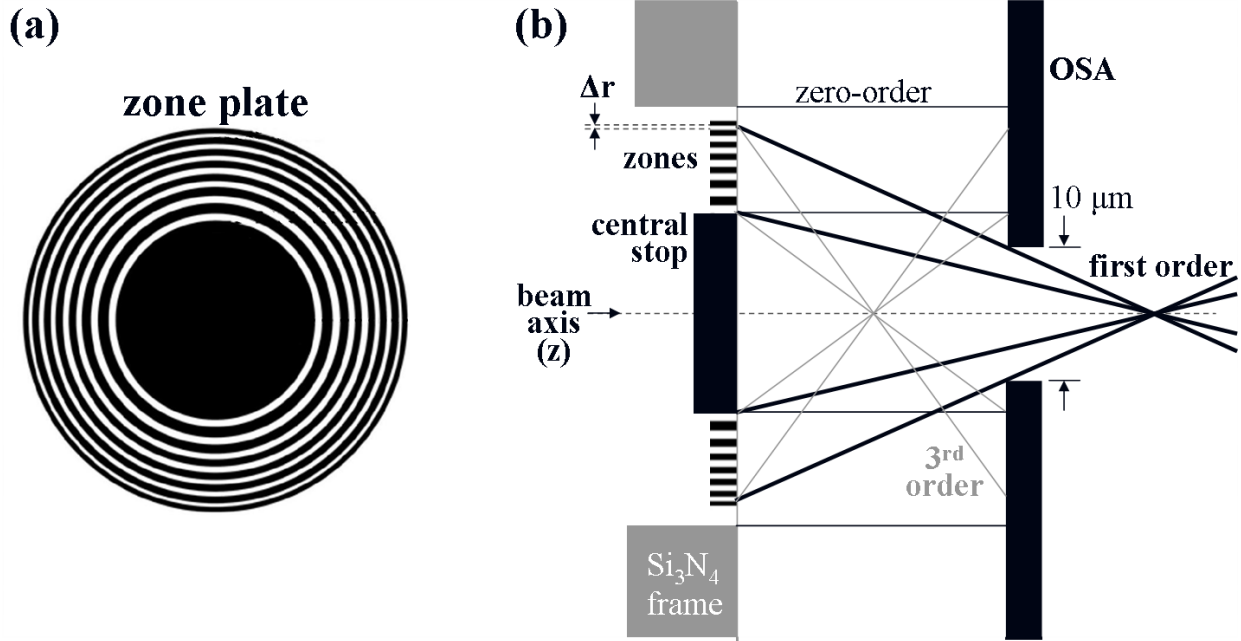 (a)
zone plate
(b)
Δr
zero-order
OSA
zones
10 μm
central
stop
first order
beam
axis
(z)
3rd
order
Si₃N₄
frame